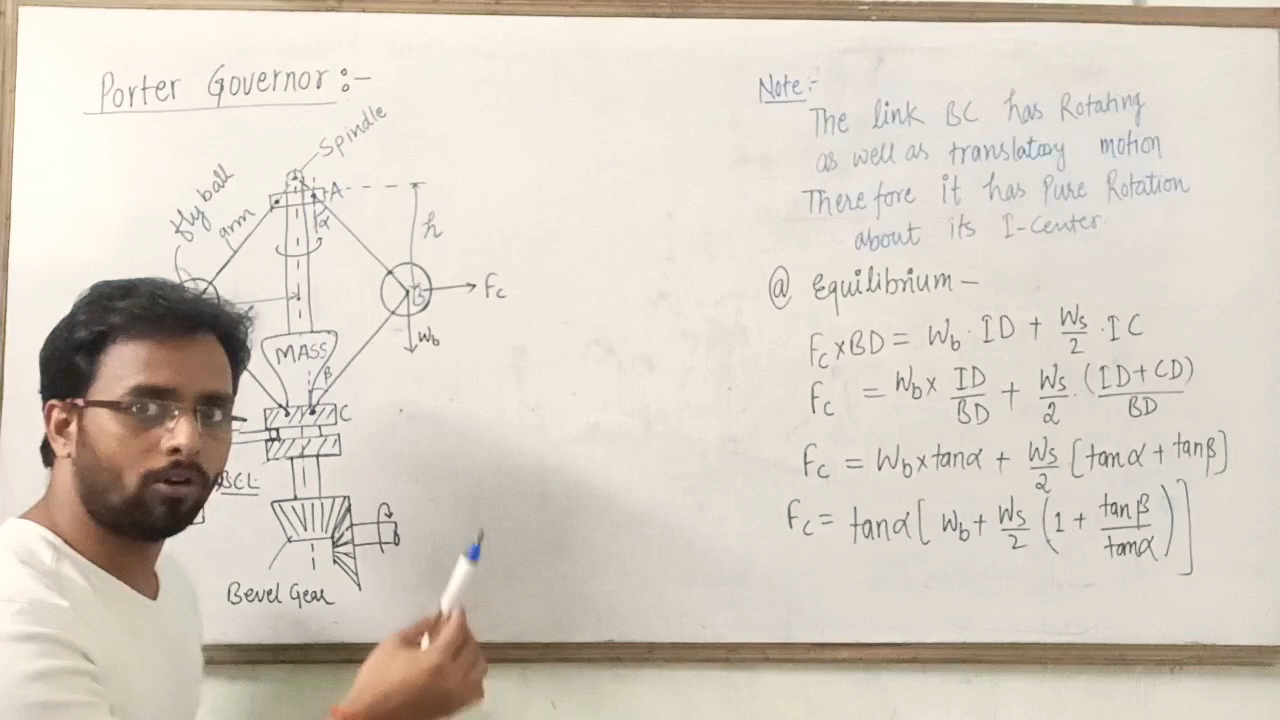 Porter Governor:-
Spindle
fly ball
arm
A
α
h
B
Fc
Wb
MASS
β
C
BCL
Bevel Gear
Note:-
The link BC has Rotating
as well as translatory motion
Therefore it has Pure Rotation
about its I-Center.
@ Equilibrium -
Fc×BD = Wb · ID + Ws/2 · IC
Fc = Wb × ID/BD + Ws/2 · (ID+CD)/BD
Fc = Wb×tanα + Ws/2 [tanα + tanβ]
Fc = tanα [ Wb + Ws/2 (1 + tanβ/tanα) ]